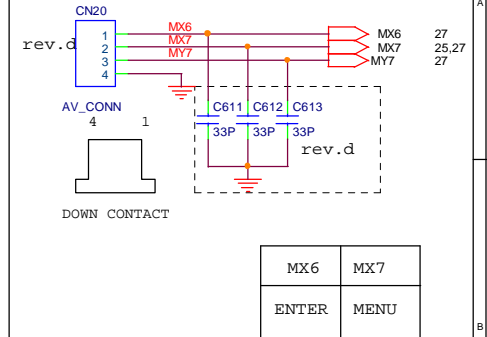 CN20
A
MX6
MX6 27
1
MX7
MX7 25,27
rev.d
2
MY7
MY7 27
3
4
AV_CONN
C611 C612 C613
4 1
33P 33P 33P
rev.d
DOWN CONTACT
MX6 MX7
ENTER MENU
B